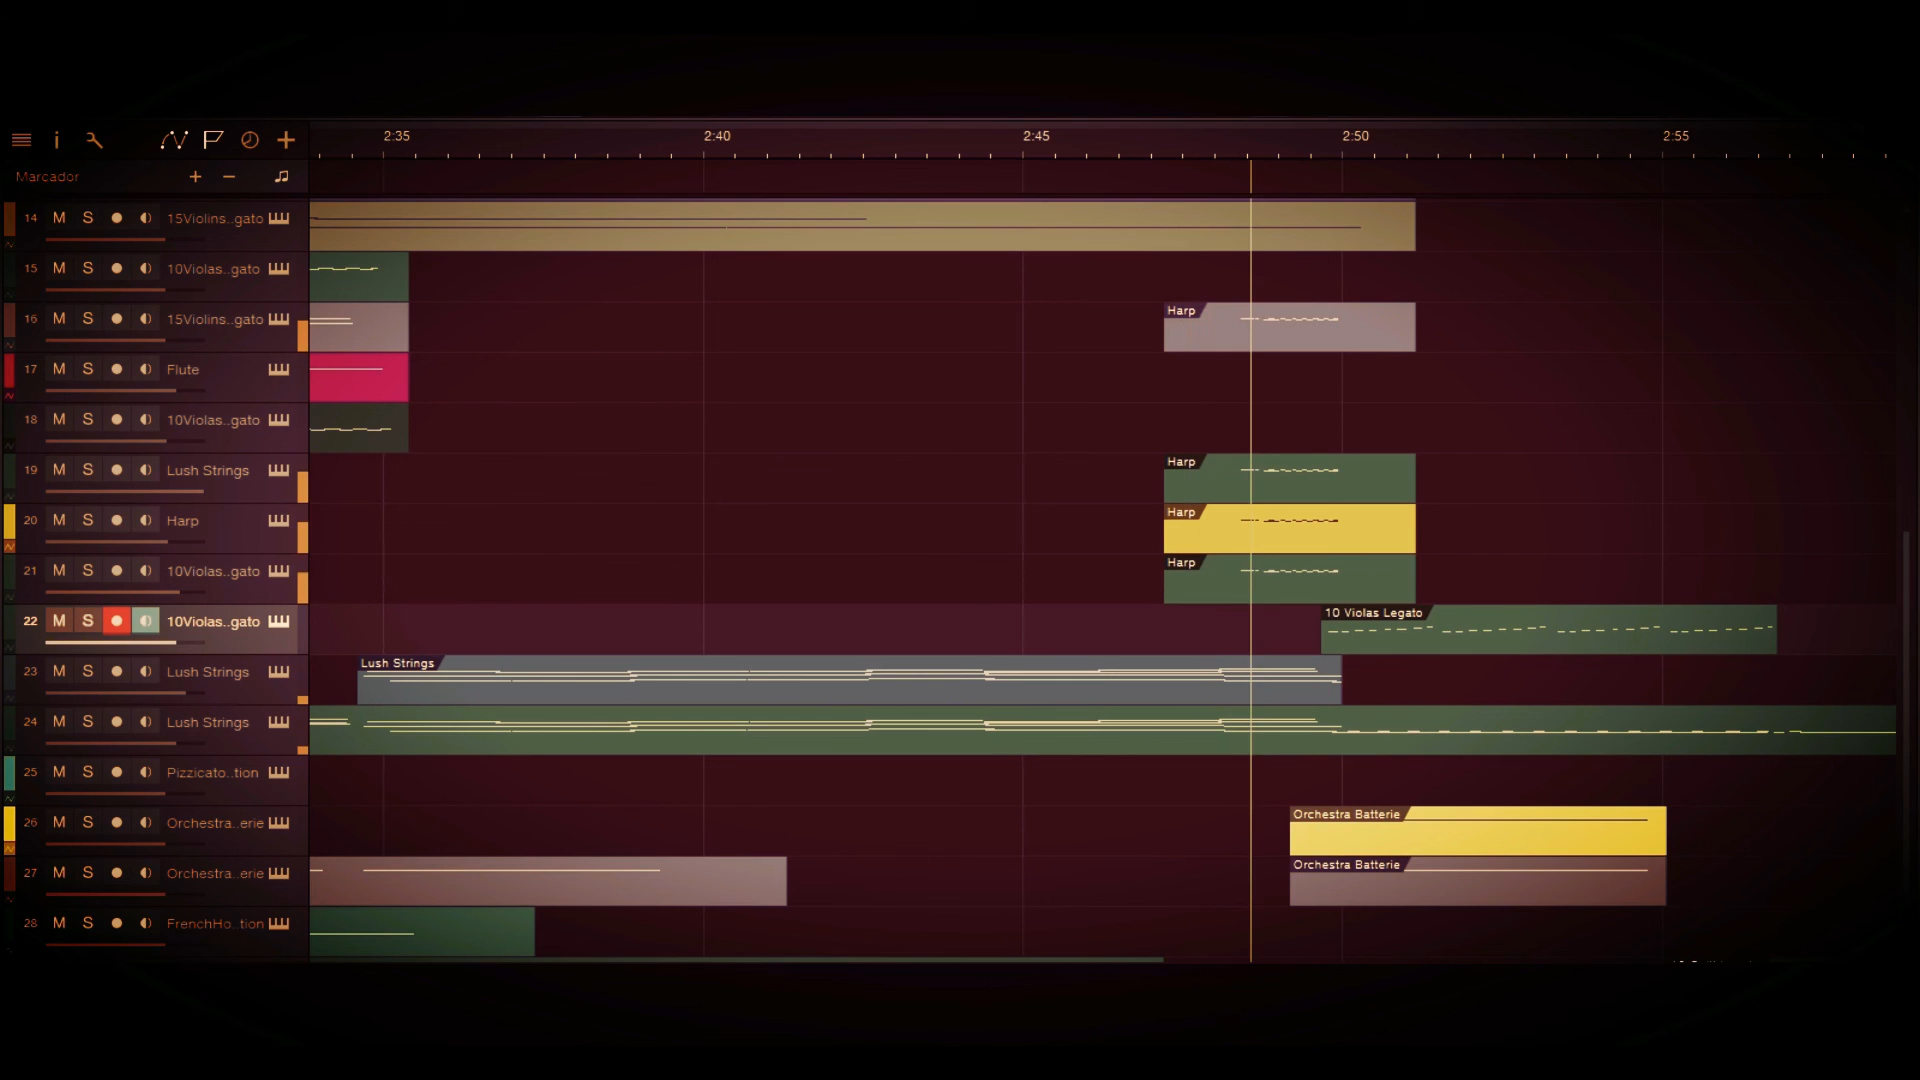 2:35 2:40 2:45 2:50 2:55
Marcador + −
14 M S 15Violins..gato
15 M S 10Violas..gato
16 M S 15Violins..gato Harp
17 M S Flute
18 M S 10Violas..gato
19 M S Lush Strings Harp
20 M S Harp Harp
21 M S 10Violas..gato Harp
22 M S 10Violas..gato 10 Violas Legato
23 M S Lush Strings Lush Strings
24 M S Lush Strings
25 M S Pizzicato..tion
26 M S Orchestra..erie Orchestra Batterie
27 M S Orchestra..erie Orchestra Batterie
28 M S FrenchHo..tion